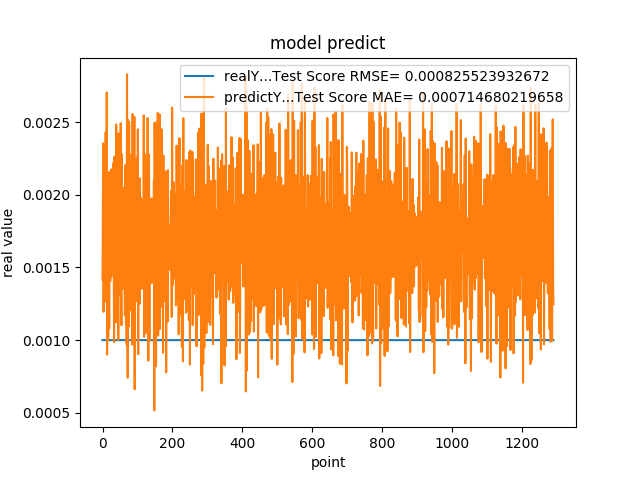 model predict
realY...Test Score RMSE= 0.000825523932672
predictY...Test Score MAE= 0.000714680219658
real value
0.0025
0.0020
0.0015
0.0010
0.0005
0 200 400 600 800 1000 1200
point